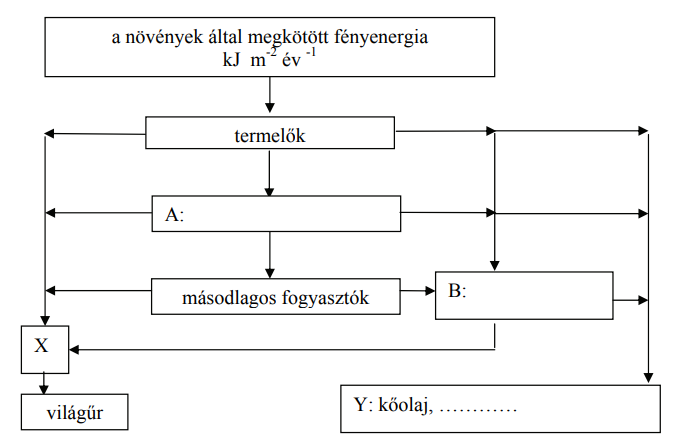 a növények által megkötött fényenergia
kJ m⁻² év ⁻¹
termelők
A:
másodlagos fogyasztók
B:
X
világűr
Y: kőolaj, …………